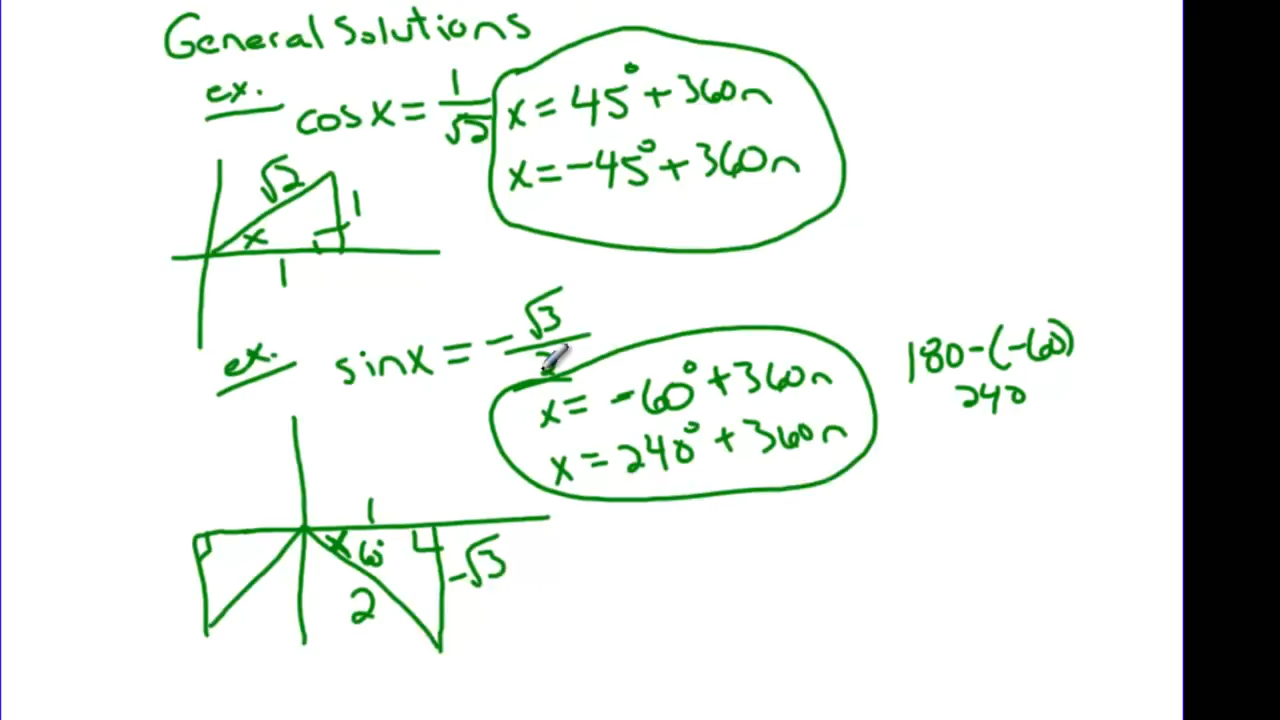 General Solutions
ex. cos x = 1/√2
x = 45° + 360n
x = -45° + 360n
√2
1
x
1
ex. sin x = -√3/2
x = -60° + 360n
x = 240° + 360n
180 - (-60)
240
1
x 60°
-√3
2